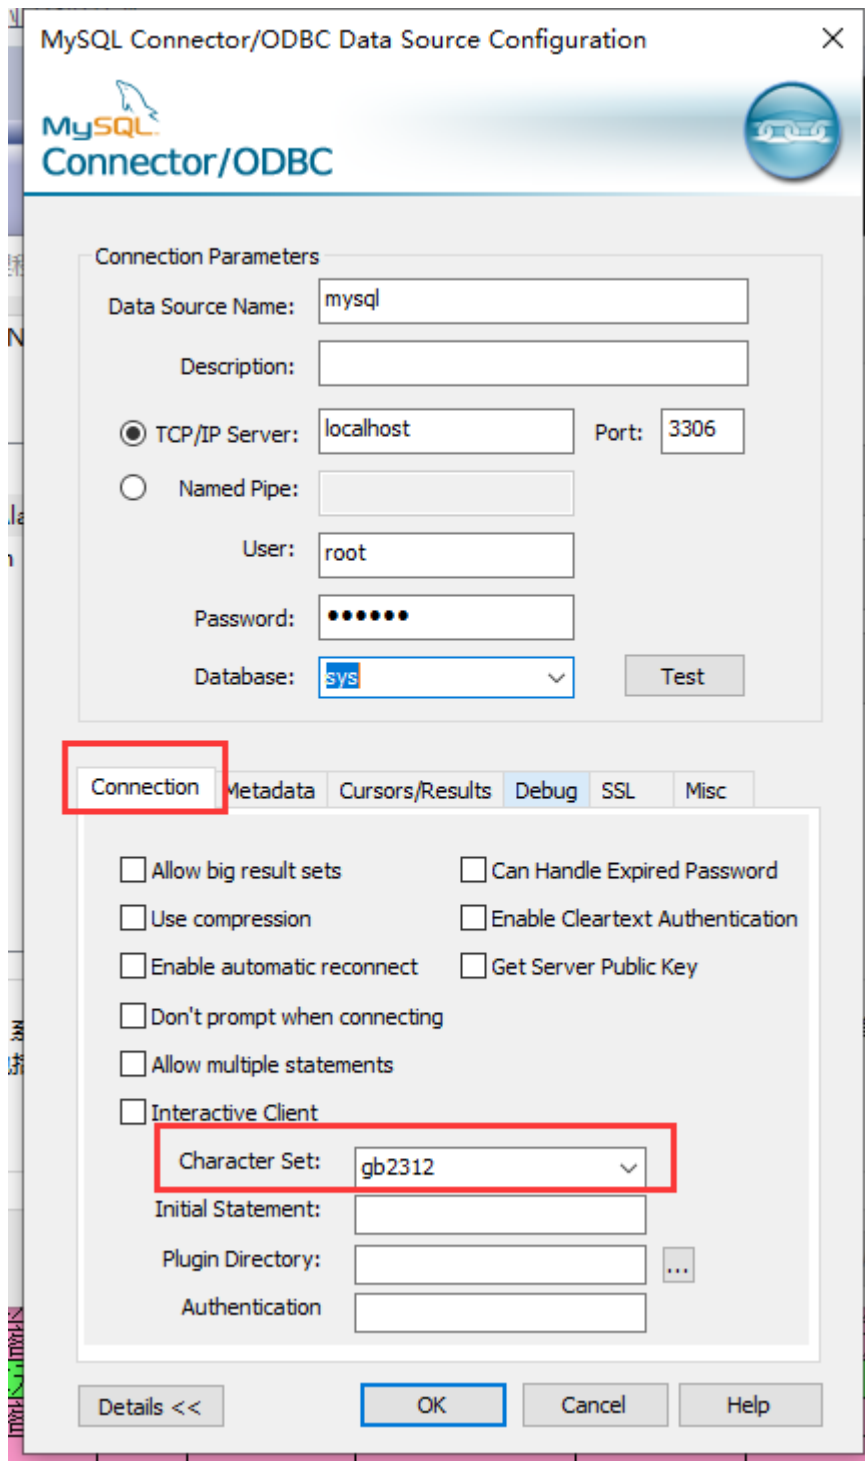 MySQL Connector/ODBC Data Source Configuration
MySQL
Connector/ODBC
Connection Parameters
Data Source Name: mysql
Description:
TCP/IP Server: localhost Port: 3306
Named Pipe:
User: root
Password: ●●●●●●
Database: sys Test
Connection Metadata Cursors/Results Debug SSL Misc
Allow big result sets Can Handle Expired Password
Use compression Enable Cleartext Authentication
Enable automatic reconnect Get Server Public Key
Don't prompt when connecting
Allow multiple statements
Interactive Client
Character Set: gb2312
Initial Statement:
Plugin Directory: ...
Authentication
Details << OK Cancel Help